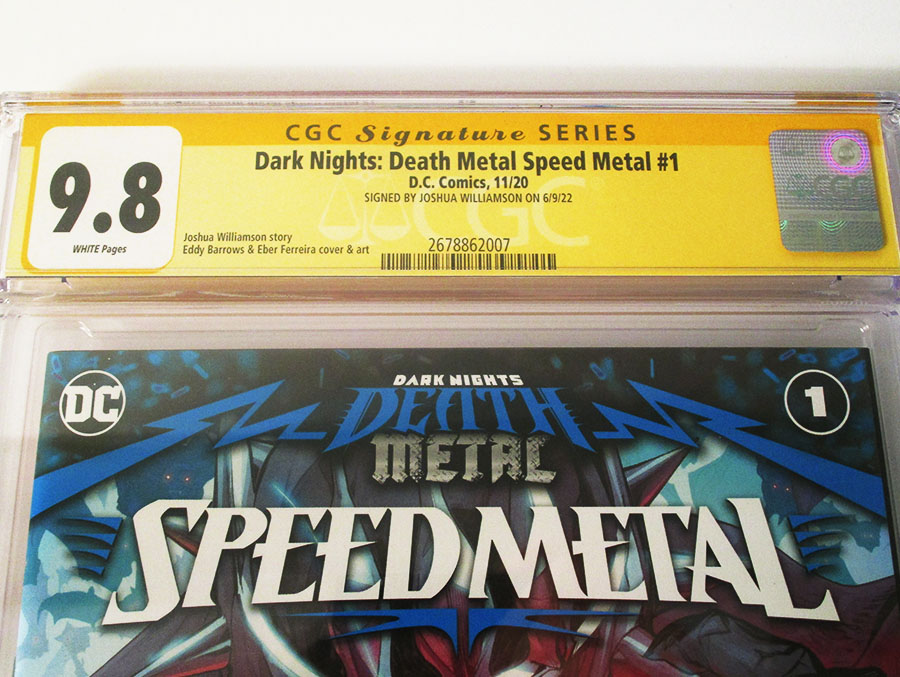 CGC Signature SERIES
Dark Nights: Death Metal Speed Metal #1
D.C. Comics, 11/20
SIGNED BY JOSHUA WILLIAMSON ON 6/9/22
9.8
WHITE Pages
Joshua Williamson story
Eddy Barrows & Eber Ferreira cover & art
2678862007
CGC
CGC
DC
DARK NIGHTS
DEATH
METAL
1
SPEED METAL